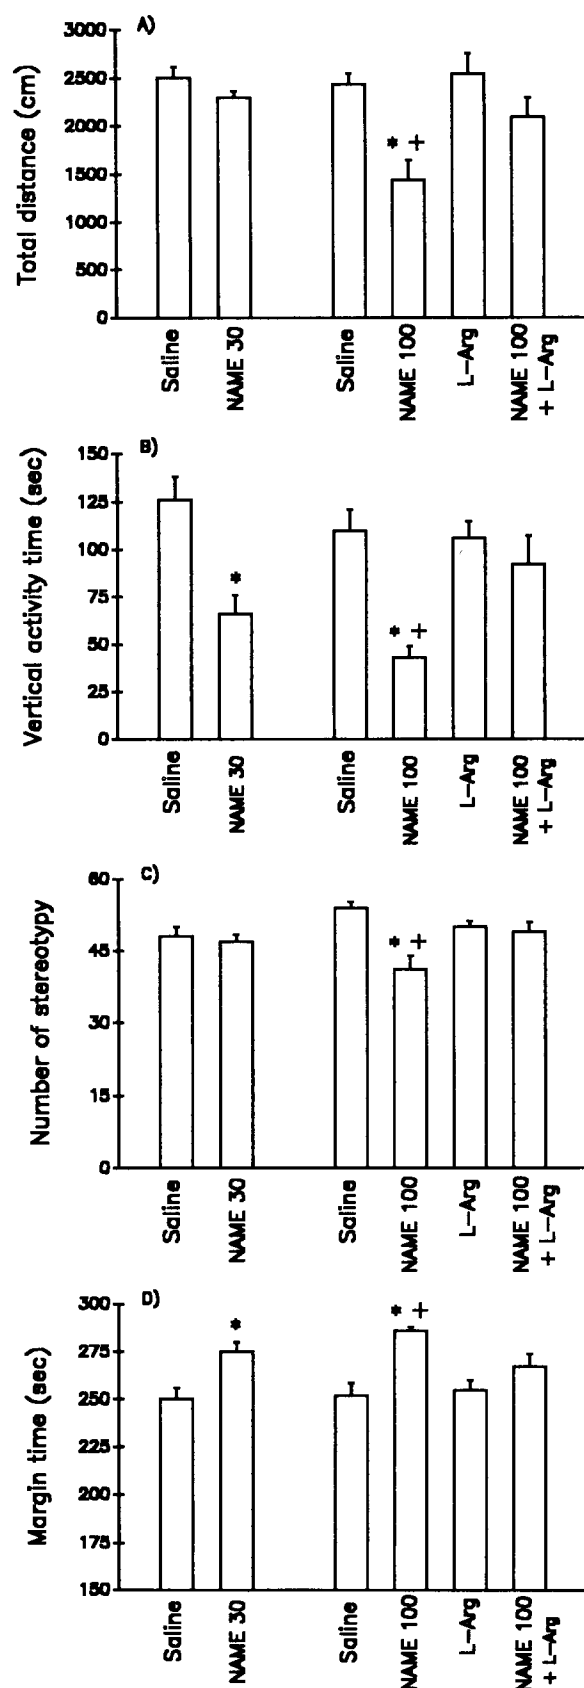 A)
Total distance (cm)
3000
2500
2000
1500
1000
500
0
* +
Saline
NAME 30
Saline
NAME 100
L-Arg
NAME 100
+ L-Arg
B)
Vertical activity time (sec)
150
125
100
75
50
25
0
*
* +
Saline
NAME 30
Saline
NAME 100
L-Arg
NAME 100
+ L-Arg
C)
Number of stereotypy
60
45
30
15
0
* +
Saline
NAME 30
Saline
NAME 100
L-Arg
NAME 100
+ L-Arg
D)
Margin time (sec)
300
275
250
225
200
175
150
*
* +
Saline
NAME 30
Saline
NAME 100
L-Arg
NAME 100
+ L-Arg